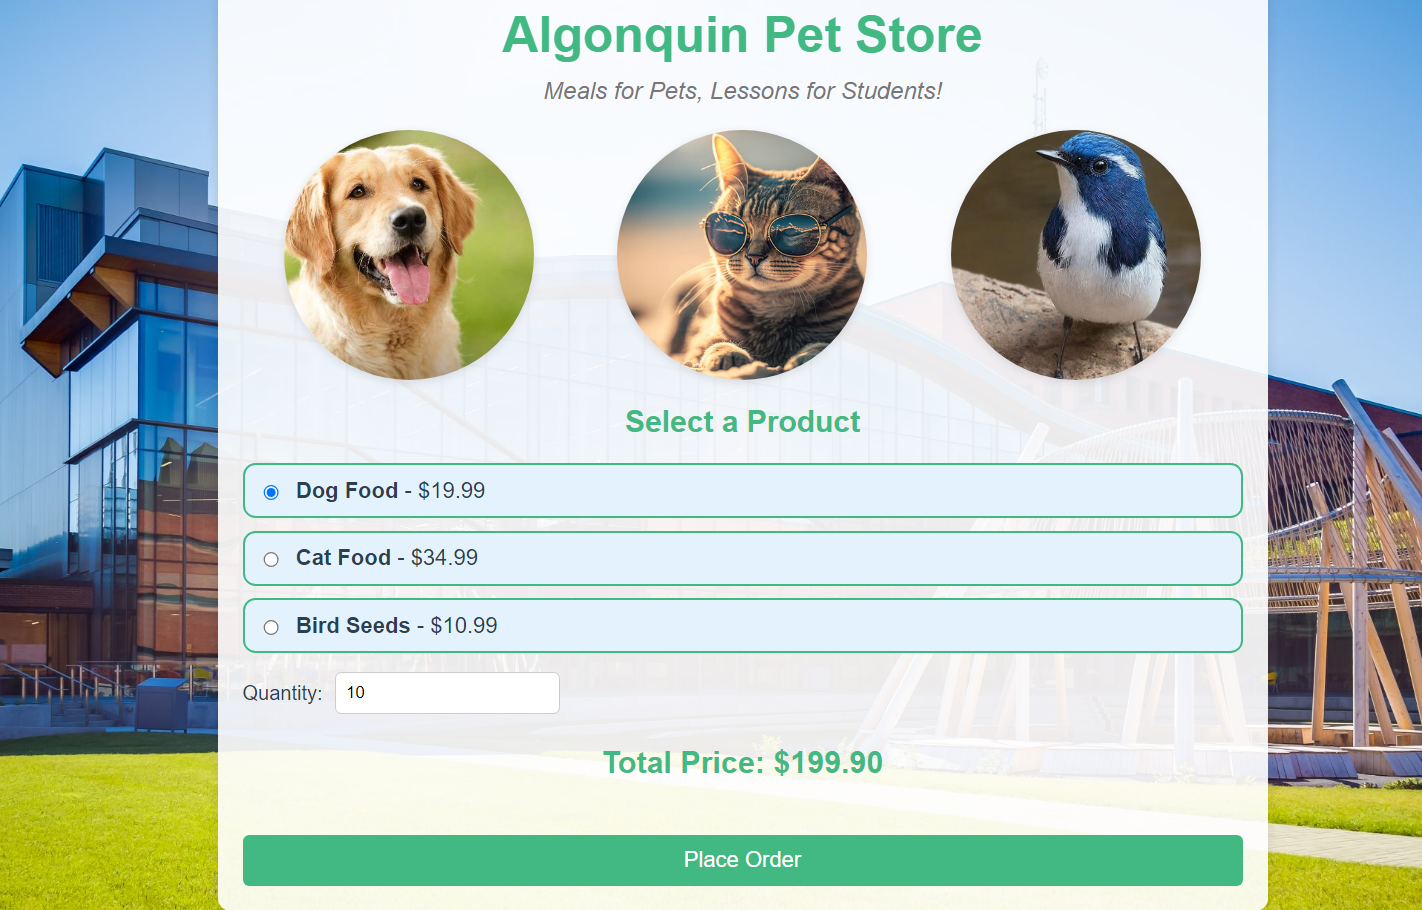 Algonquin Pet Store
Meals for Pets, Lessons for Students!
Select a Product
Dog Food - $19.99
Cat Food - $34.99
Bird Seeds - $10.99
Quantity: 10
Total Price: $199.90
Place Order